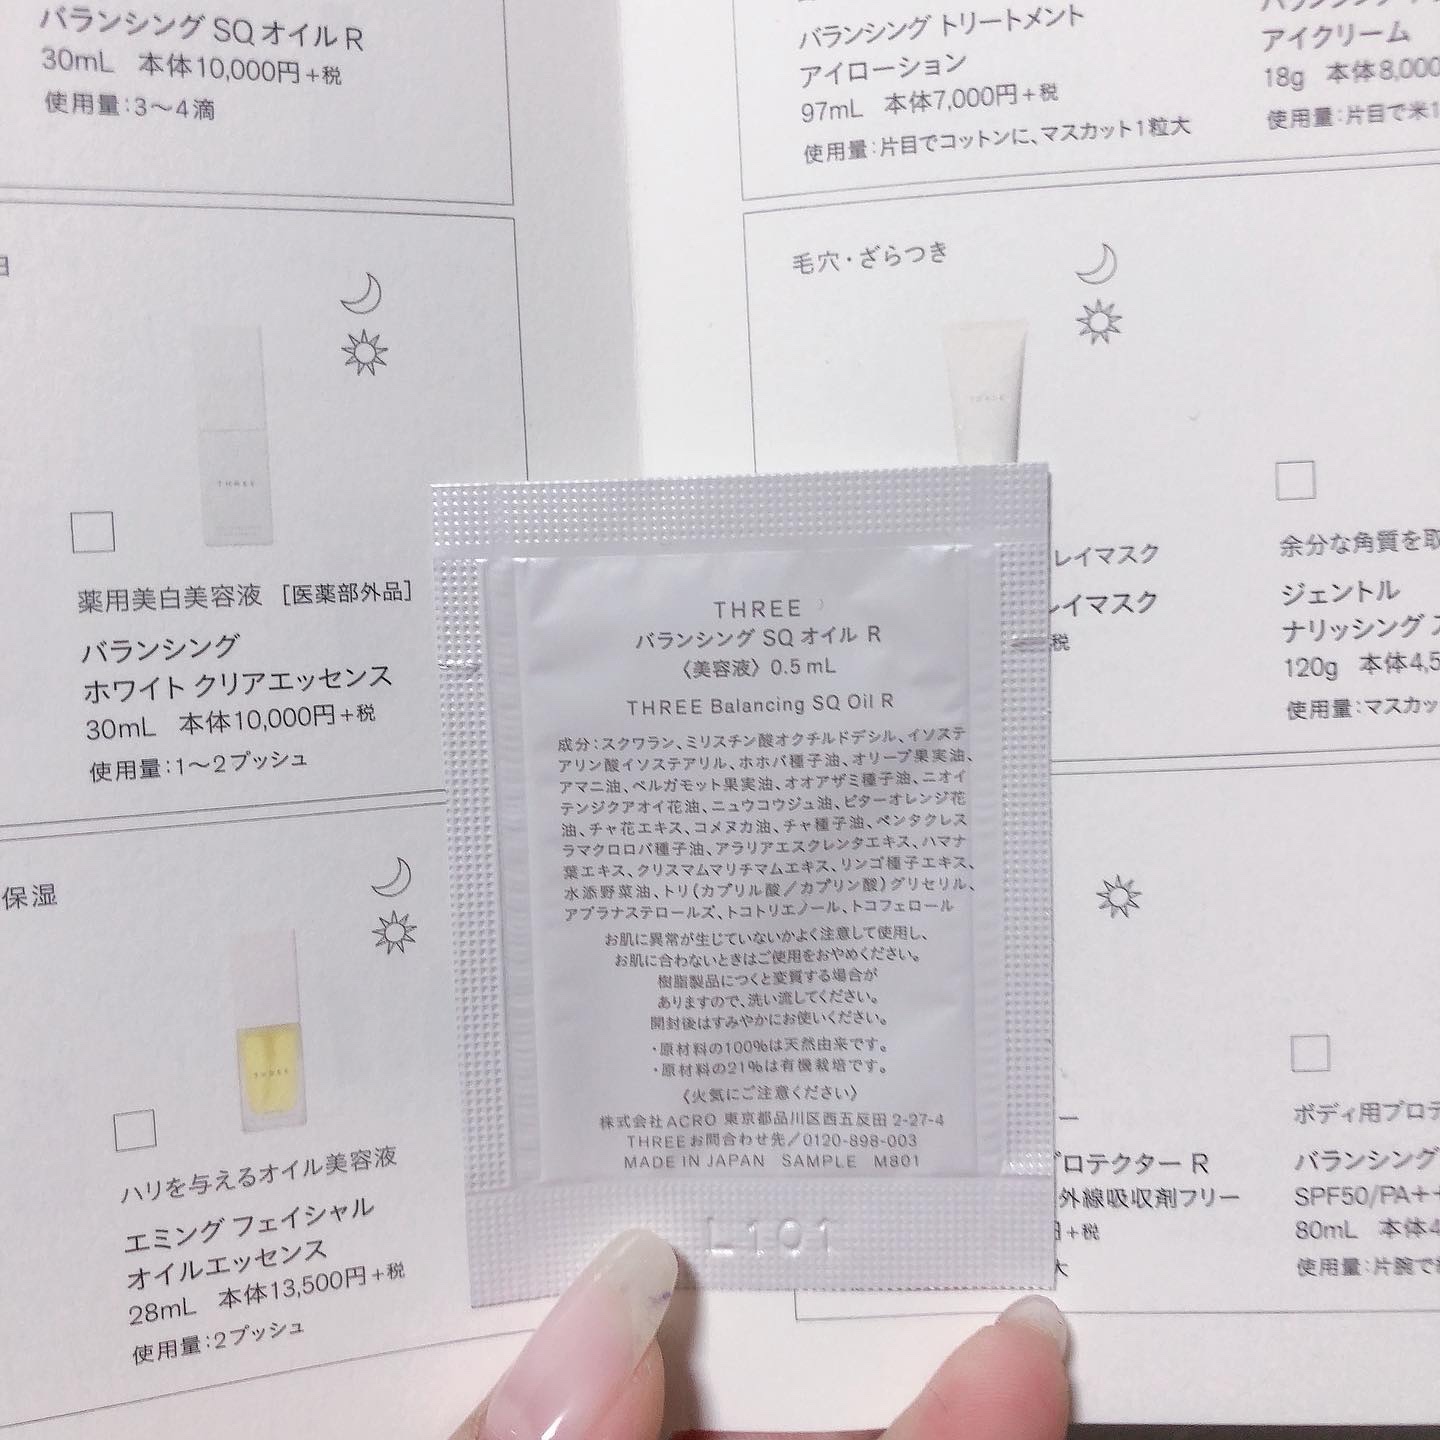 バランシング SQオイル R
30mL 本体10,000円+税
使用量:3〜4滴
バランシング トリートメント
アイローション
97mL 本体7,000円+税
使用量:片目でコットンに、マスカット1粒大
アイクリーム
18g 本体8,000
使用量:片目で米1
THREE
薬用美白美容液 [医薬部外品]
バランシング
ホワイト クリアエッセンス
30mL 本体10,000円+税
使用量:1〜2プッシュ
毛穴・ざらつき
THREE
レイマスク
レイマスク
税
余分な角質を取
ジェントル
ナリッシング
120g 本体4,5
使用量:マスカッ
保湿
THREE
ハリを与えるオイル美容液
エミング フェイシャル
オイルエッセンス
28mL 本体13,500円+税
使用量:2プッシュ
THREE
バランシング SQ オイル R
〈美容液〉 0.5 mL
THREE Balancing SQ Oil R
成分:スクワラン、ミリスチン酸オクチルドデシル、イソステ
アリン酸イソステアリル、ホホバ種子油、オリーブ果実油、
アマニ油、ベルガモット果実油、オオアザミ種子油、ニオイ
テンジクアオイ花油、ニュウコウジュ油、ビターオレンジ花
油、チャ花エキス、コメヌカ油、チャ種子油、ペンタクレス
ラマクロロバ種子油、アラリアエスクレンタエキス、ハマナ
葉エキス、クリスマムマリチマムエキス、リンゴ種子エキス、
水添野菜油、トリ(カプリル酸/カプリン酸)グリセリル、
アブラナステロールズ、トコトリエノール、トコフェロール
お肌に異常が生じていないかよく注意して使用し、
お肌に合わないときはご使用をおやめください。
樹脂製品につくと変質する場合が
ありますので、洗い流してください。
開封後はすみやかにお使いください。
・原材料の100%は天然由来です。
・原材料の21%は有機栽培です。
〈火気にご注意ください〉
株式会社 ACRO 東京都品川区西五反田 2-27-4
THREEお問合わせ先/0120-898-003
MADE IN JAPAN SAMPLE M801
L101
プロテクター R
外線吸収剤フリー
+税
大
ボディ用プロテ
バランシング
SPF50/PA++
80mL 本体4
使用量:片腕で